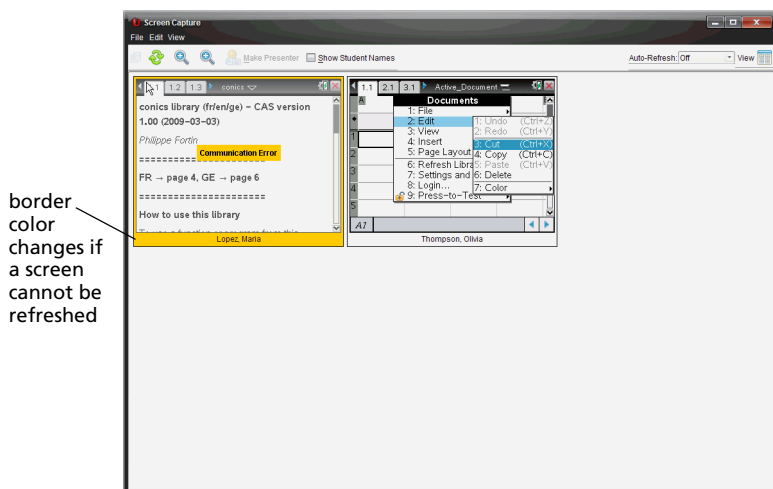 Screen Capture
File Edit View
Make Presenter Show Student Names Auto-Refresh: Off View
1.2 1.3 conics
conics library (fr/en/ge) – CAS version
1.00 (2009-03-03)
Philippe Fortin
======================
Communication Error
FR → page 4, GE → page 6
======================
How to use this library
Lopez, Maria
1.1 2.1 3.1 Active_Document
A
Documents
1: File
2: Edit
3: View
4: Insert
5: Page Layout
6: Refresh Libra
7: Settings and
8: Login...
9: Press-to-Test
1: Undo (Ctrl+Z)
2: Redo (Ctrl+Y)
3: Cut (Ctrl+X)
4: Copy (Ctrl+C)
5: Paste (Ctrl+V)
6: Delete
7: Color
1
2
3
4
5
A1
Thompson, Olivia
border
color
changes if
a screen
cannot be
refreshed